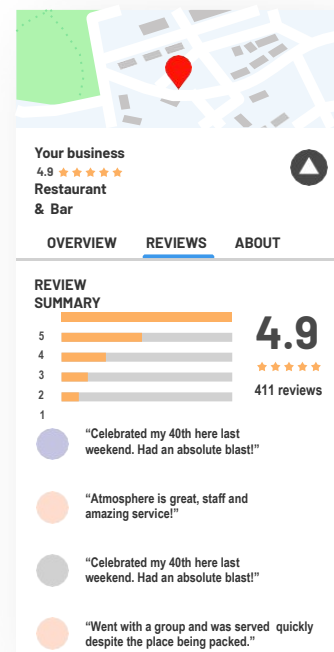 Your business
4.9
Restaurant
& Bar
OVERVIEW REVIEWS ABOUT
REVIEW
SUMMARY
5
4
3
2
1
4.9
411 reviews
“Celebrated my 40th here last
weekend. Had an absolute blast!”
“Atmosphere is great, staff and
amazing service!”
“Celebrated my 40th here last
weekend. Had an absolute blast!”
“Went with a group and was served quickly
despite the place being packed.”